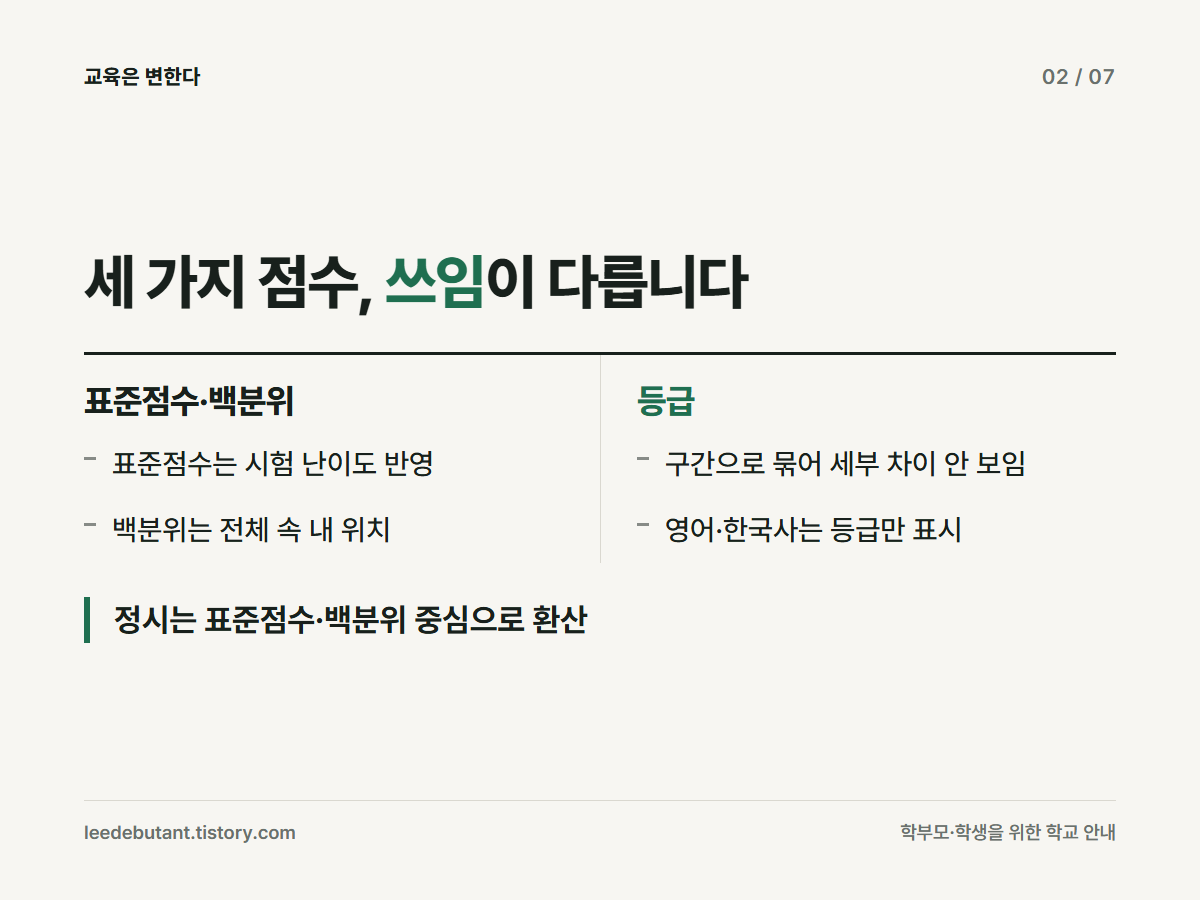 교육은 변한다
02 / 07
세 가지 점수, 쓰임이 다릅니다
표준점수·백분위
- 표준점수는 시험 난이도 반영
- 백분위는 전체 속 내 위치
등급
- 구간으로 묶어 세부 차이 안 보임
- 영어·한국사는 등급만 표시
정시는 표준점수·백분위 중심으로 환산
leedebutant.tistory.com
학부모·학생을 위한 학교 안내